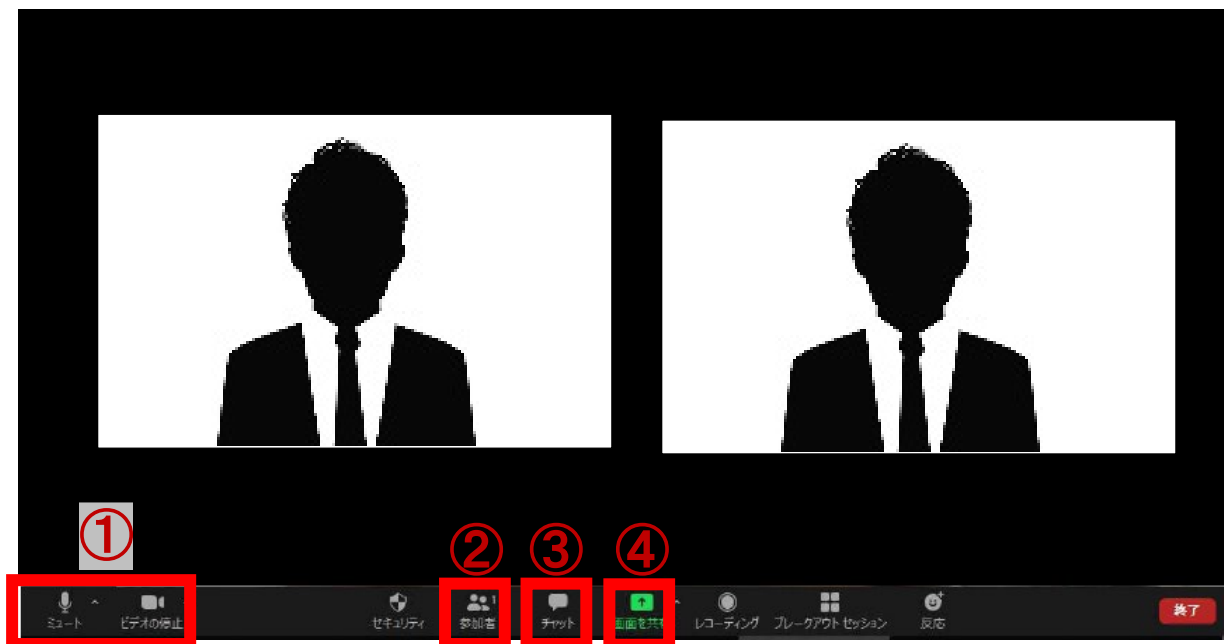 ①
② ③ ④
ミュート ビデオの停止 セキュリティ 参加者 1 チャット 画面を共有 レコーディング ブレークアウト セッション 反応 終了